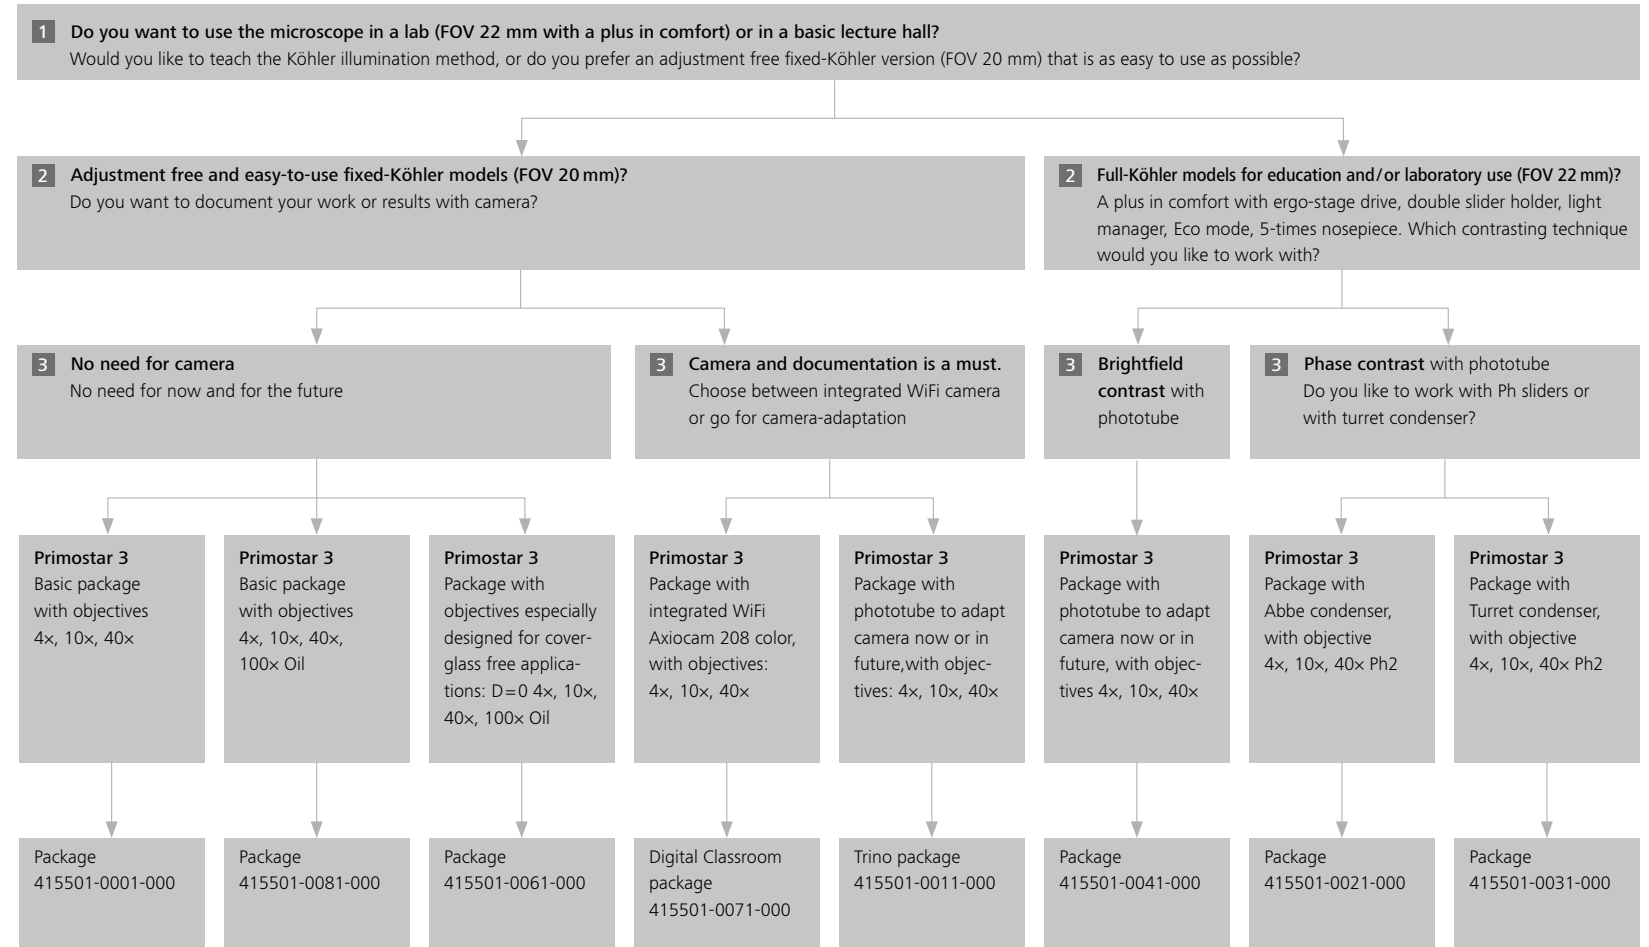 1 Do you want to use the microscope in a lab (FOV 22 mm with a plus in comfort) or in a basic lecture hall?
Would you like to teach the Köhler illumination method, or do you prefer an adjustment free fixed-Köhler version (FOV 20 mm) that is as easy to use as possible?
2 Adjustment free and easy-to-use fixed-Köhler models (FOV 20 mm)?
Do you want to document your work or results with camera?
2 Full-Köhler models for education and/or laboratory use (FOV 22 mm)?
A plus in comfort with ergo-stage drive, double slider holder, light
manager, Eco mode, 5-times nosepiece. Which contrasting technique
would you like to work with?
3 No need for camera
No need for now and for the future
3 Camera and documentation is a must.
Choose between integrated WiFi camera
or go for camera-adaptation
3 Brightfield
contrast with
phototube
3 Phase contrast with phototube
Do you like to work with Ph sliders or
with turret condenser?
Primostar 3
Basic package
with objectives
4×, 10×, 40×
Primostar 3
Basic package
with objectives
4×, 10×, 40×,
100× Oil
Primostar 3
Package with
objectives especially
designed for cover-
glass free applica-
tions: D=0 4×, 10×,
40×, 100× Oil
Primostar 3
Package with
integrated WiFi
Axiocam 208 color,
with objectives:
4×, 10×, 40×
Primostar 3
Package with
phototube to adapt
camera now or in
future,with objec-
tives: 4×, 10×, 40×
Primostar 3
Package with
phototube to adapt
camera now or in
future, with objec-
tives 4×, 10×, 40×
Primostar 3
Package with
Abbe condenser,
with objective
4×, 10×, 40× Ph2
Primostar 3
Package with
Turret condenser,
with objective
4×, 10×, 40× Ph2
Package
415501-0001-000
Package
415501-0081-000
Package
415501-0061-000
Digital Classroom
package
415501-0071-000
Trino package
415501-0011-000
Package
415501-0041-000
Package
415501-0021-000
Package
415501-0031-000